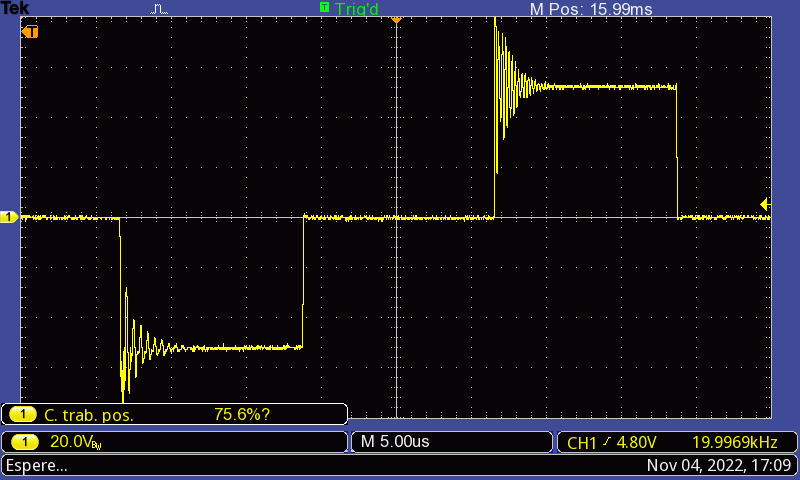 Tek T Trig'd M Pos: 15.99ms
T
1
1 C. trab. pos. 75.6%?
1 20.0VBW M 5.00us CH1 4.80V 19.9969kHz
Espere... Nov 04, 2022, 17:09